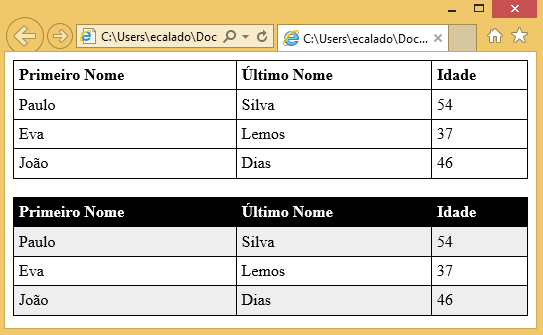 C:\Users\ecalado\Doc C:\Users\ecalado\Doc...
Primeiro Nome Último Nome Idade
Paulo Silva 54
Eva Lemos 37
João Dias 46
Primeiro Nome Último Nome Idade
Paulo Silva 54
Eva Lemos 37
João Dias 46